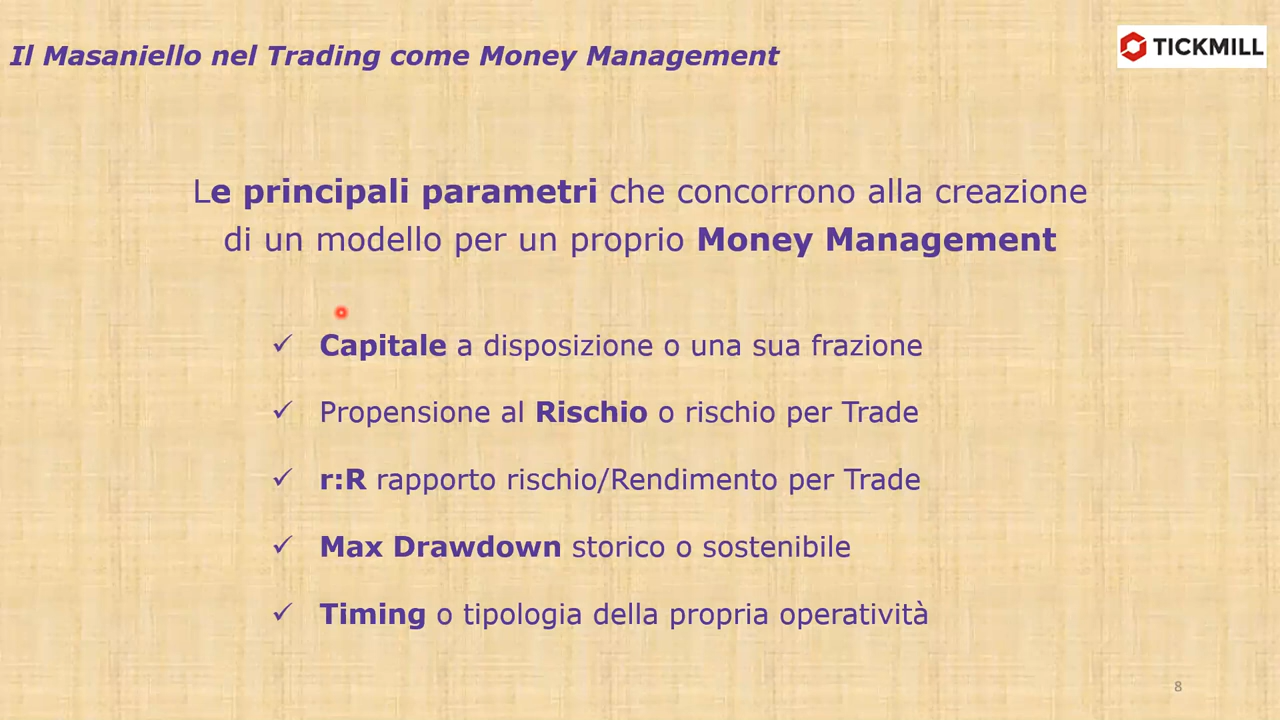 Il Masaniello nel Trading come Money Management
TICKMILL
Le principali parametri che concorrono alla creazione
di un modello per un proprio Money Management
✓ Capitale a disposizione o una sua frazione
✓ Propensione al Rischio o rischio per Trade
✓ r:R rapporto rischio/Rendimento per Trade
✓ Max Drawdown storico o sostenibile
✓ Timing o tipologia della propria operatività
8